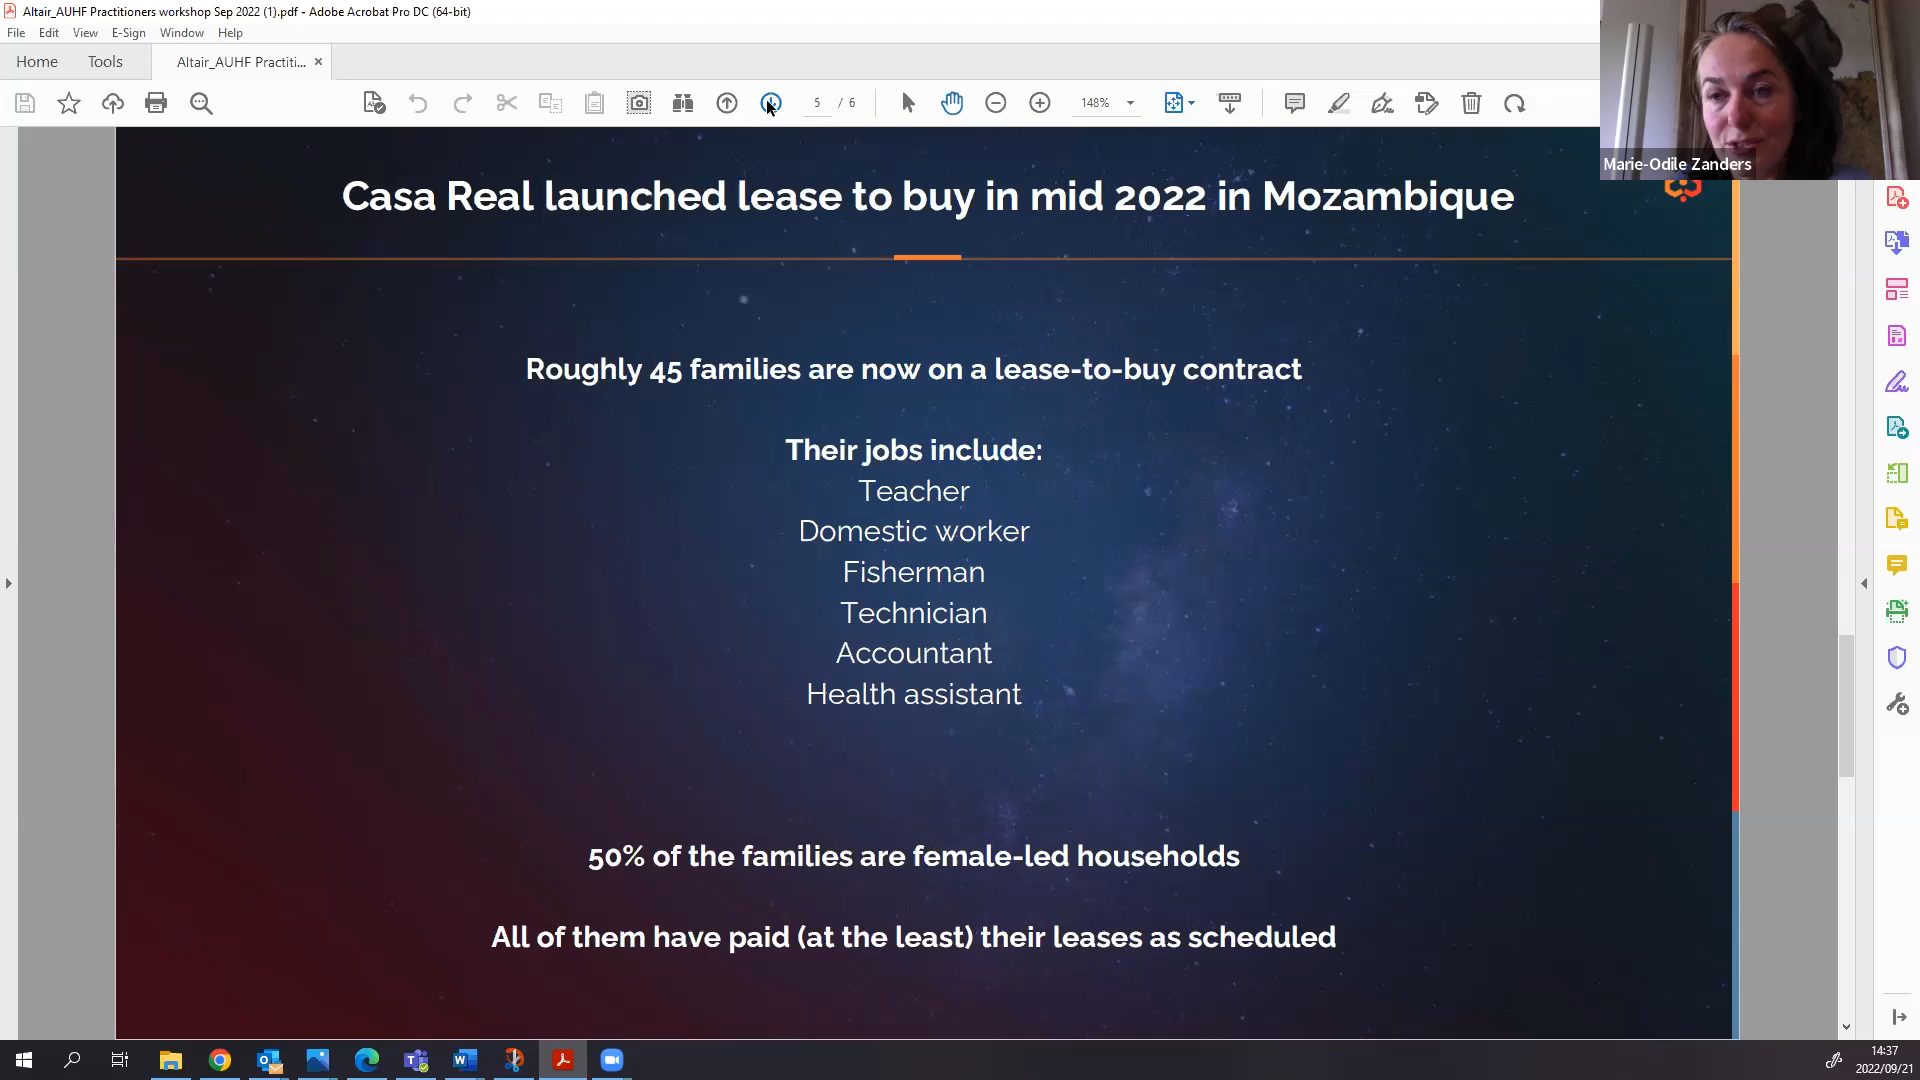 Altair_AUHF Practitioners workshop Sep 2022 (1).pdf - Adobe Acrobat Pro DC (64-bit)
File Edit View E-Sign Window Help
Home Tools Altair_AUHF Practiti... ×
5 / 6 148%
Marie-Odile Zanders
Casa Real launched lease to buy in mid 2022 in Mozambique
Roughly 45 families are now on a lease-to-buy contract
Their jobs include:
Teacher
Domestic worker
Fisherman
Technician
Accountant
Health assistant
50% of the families are female-led households
All of them have paid (at the least) their leases as scheduled
14:37
2022/09/21